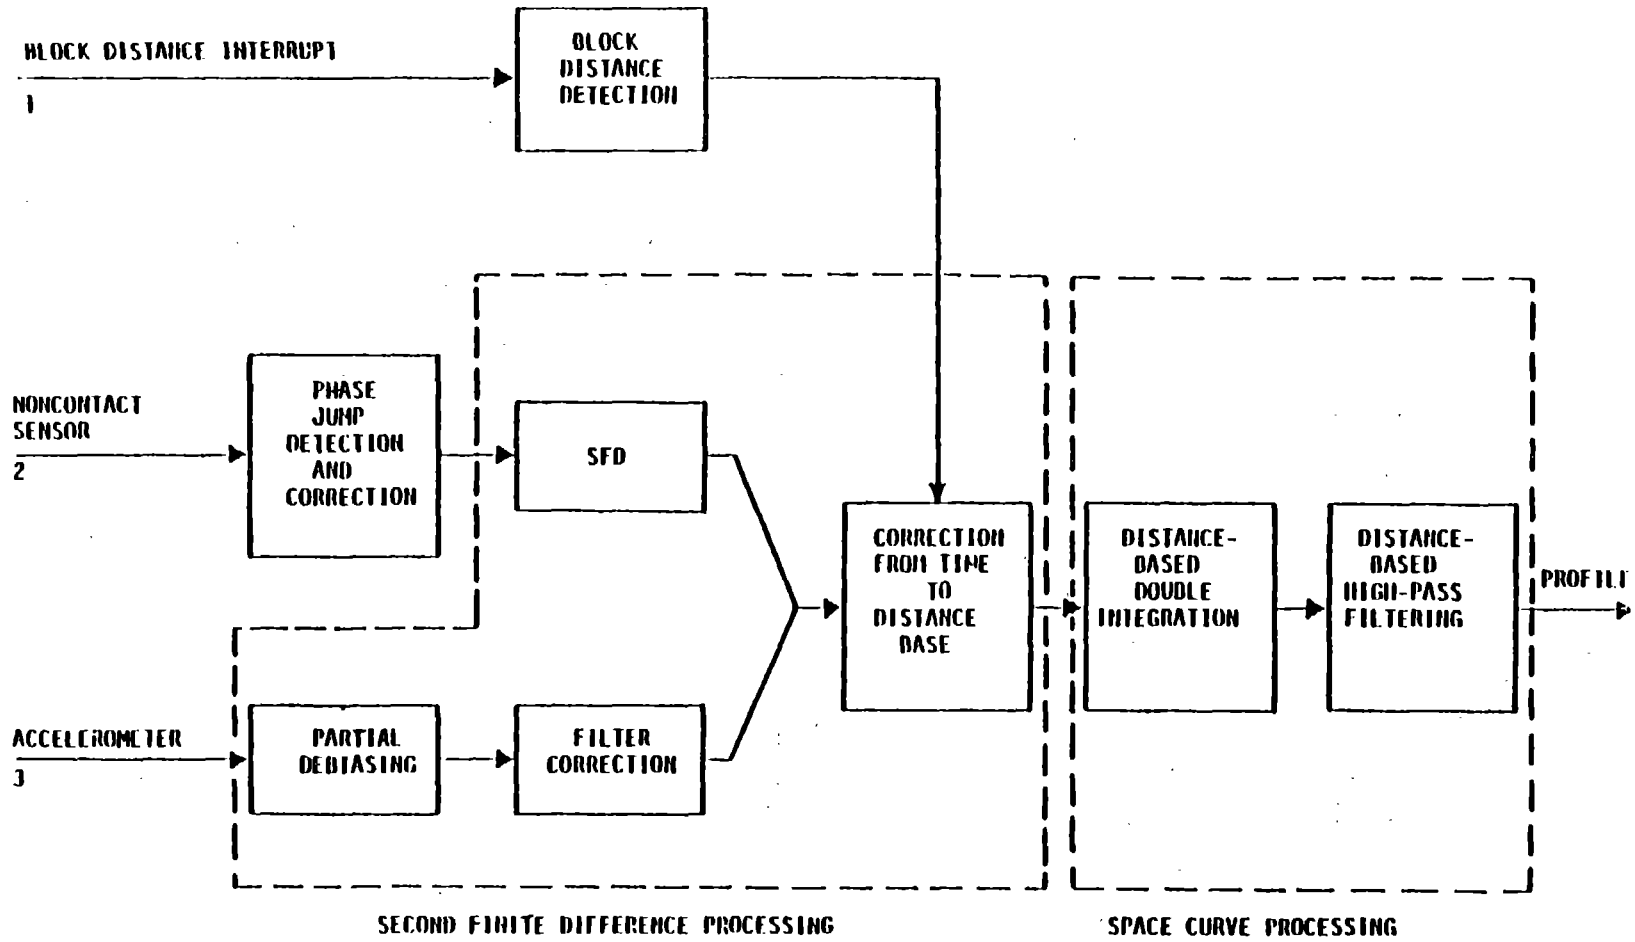 BLOCK DISTANCE INTERRUPT
1
BLOCK
DISTANCE
DETECTION
NONCONTACT
SENSOR
2
PHASE
JUMP
DETECTION
AND
CORRECTION
SFD
CORRECTION
FROM TIME
TO
DISTANCE
BASE
DISTANCE-
BASED
DOUBLE
INTEGRATION
DISTANCE-
BASED
HIGH-PASS
FILTERING
PROFILE
ACCELEROMETER
3
PARTIAL
DEBIASING
FILTER
CORRECTION
SECOND FINITE DIFFERENCE PROCESSING
SPACE CURVE PROCESSING